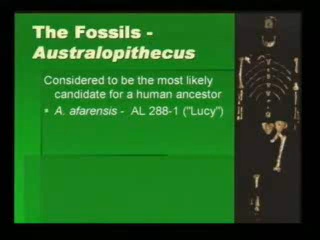 The Fossils -
Australopithecus
Considered to be the most likely
candidate for a human ancestor
▪ A. afarensis - AL 288-1 ("Lucy")